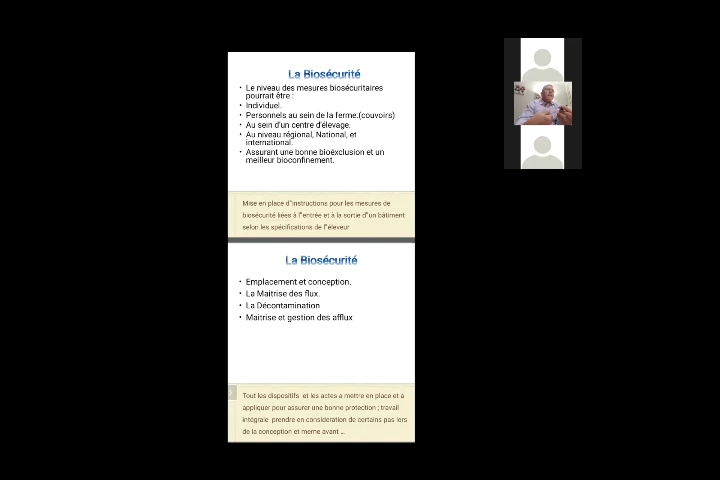 La Biosécurité
• Le niveau des mesures biosécuritaires
pourrait être :
• Individuel.
• Personnels au sein de la ferme.(couvoirs)
• Au sein d'un centre d'élevage.
• Au niveau régional, National, et
international.
• Assurant une bonne bioéxclusion et un
meilleur bioconfinement.
Mise en place d"instructions pour les mesures de
biosécurité liées à l"entrée et à la sortie d"un bâtiment
selon les spécifications de l"éleveur
La Biosécurité
• Emplacement et conception.
• La Maitrise des flux.
• La Décontamination
• Maitrise et gestion des afflux
Tout les dispositifs et les actes a mettre en place et a
appliquer pour assurer une bonne protection ; travail
intégrale prendre en consideration de certains pas lors
de la conception et meme avant ...